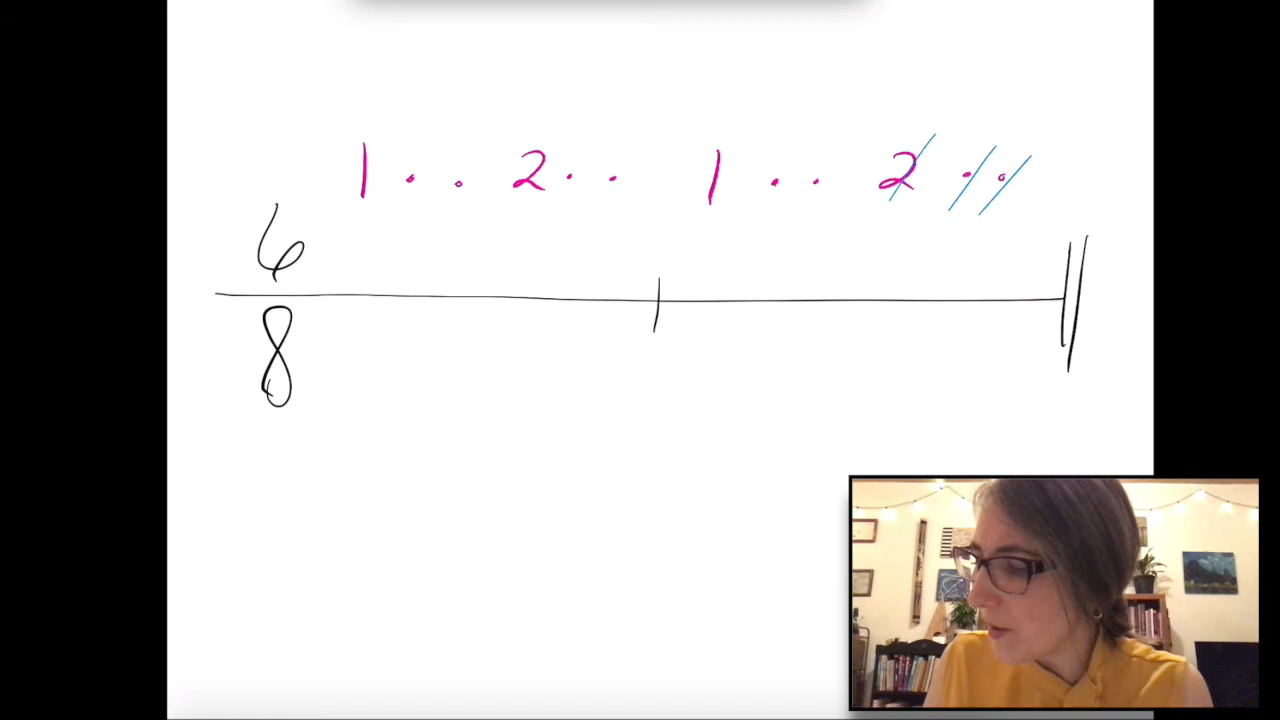 1 . . 2 . . 1 . . 2 . .
6
8